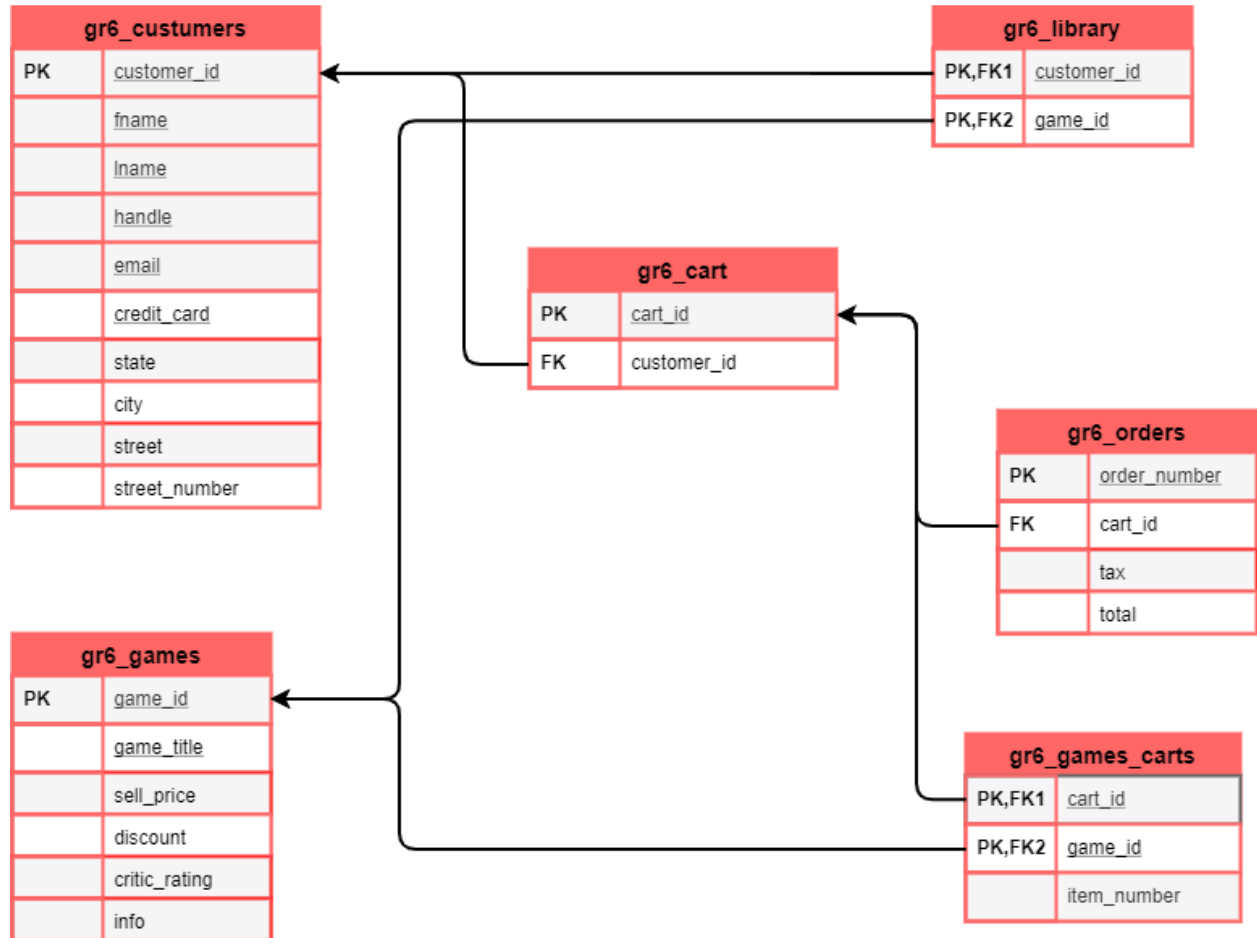 gr6_custumers
PK customer_id
fname
lname
handle
email
credit_card
state
city
street
street_number
gr6_library
PK,FK1 customer_id
PK,FK2 game_id
gr6_cart
PK cart_id
FK customer_id
gr6_orders
PK order_number
FK cart_id
tax
total
gr6_games
PK game_id
game_title
sell_price
discount
critic_rating
info
gr6_games_carts
PK,FK1 cart_id
PK,FK2 game_id
item_number